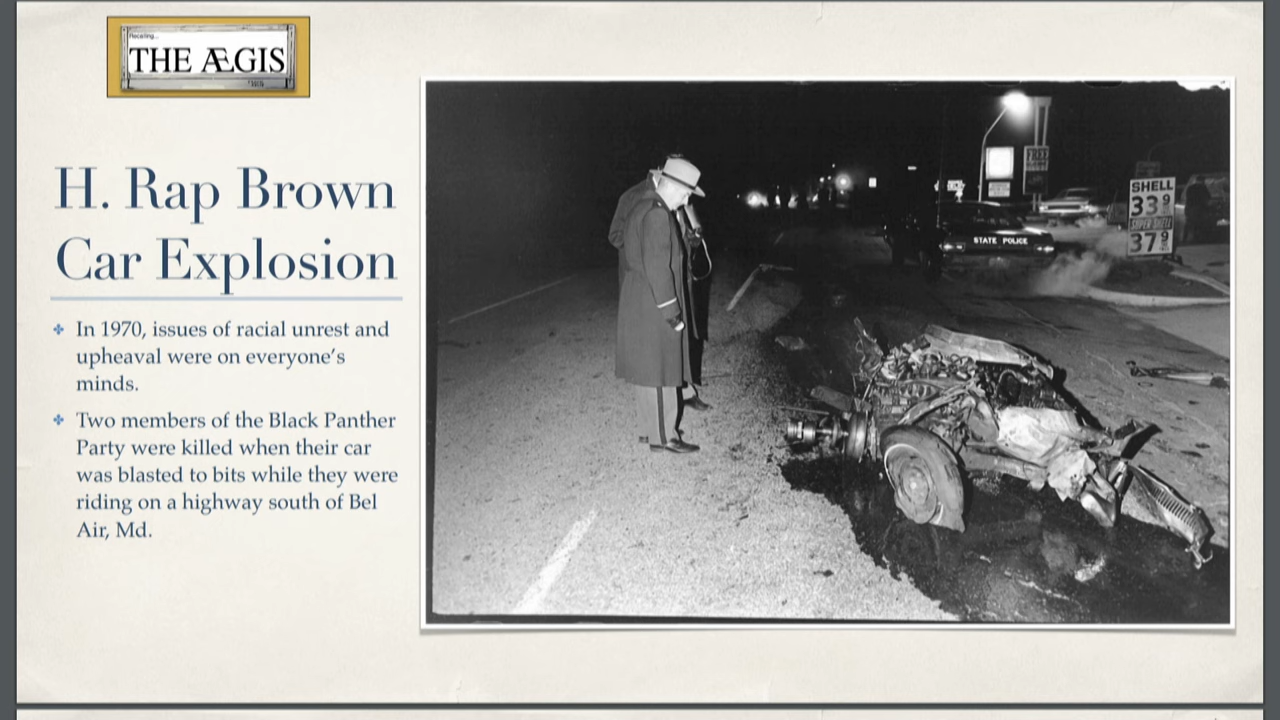 Recalling...
THE ÆGIS
H. Rap Brown
Car Explosion
In 1970, issues of racial unrest and
upheaval were on everyone's
minds.
Two members of the Black Panther
Party were killed when their car
was blasted to bits while they were
riding on a highway south of Bel
Air, Md.
FREE
STATE POLICE
SHELL
33 9
SUPER SHELL
37 9